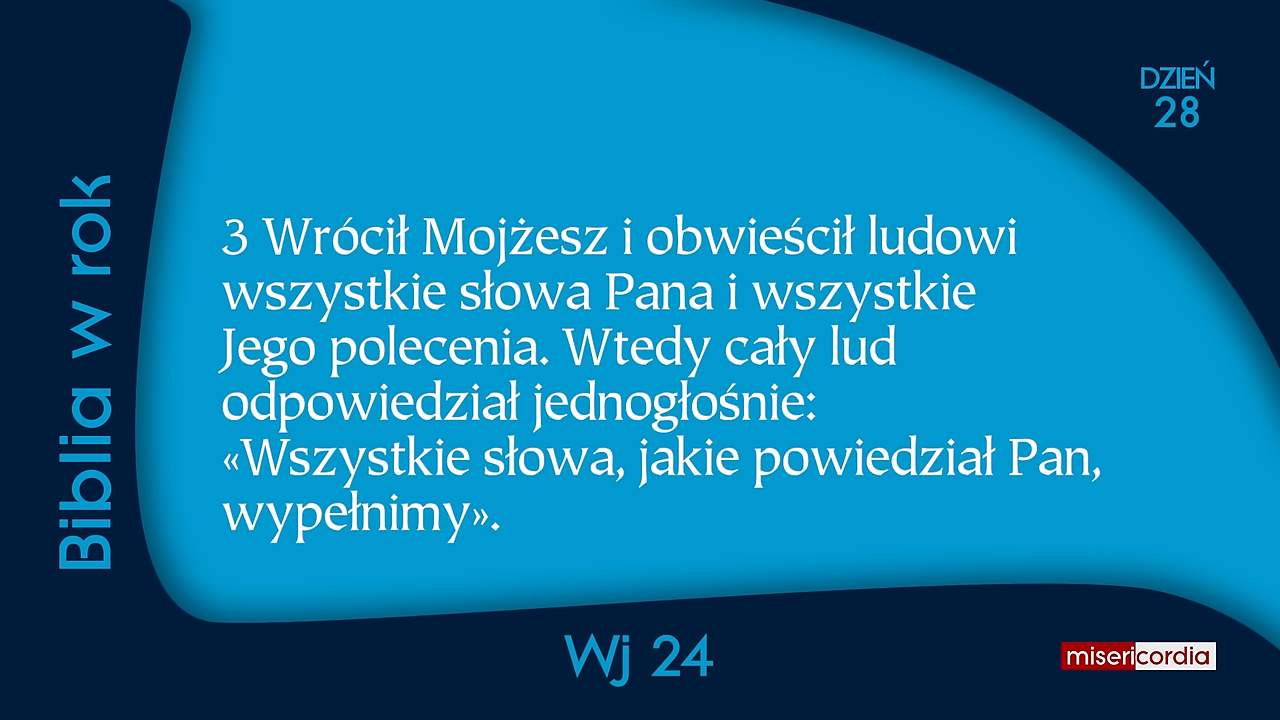 DZIEŃ
28
Biblia w rok
3 Wrócił Mojżesz i obwieścił ludowi
wszystkie słowa Pana i wszystkie
Jego polecenia. Wtedy cały lud
odpowiedział jednogłośnie:
«Wszystkie słowa, jakie powiedział Pan,
wypełnimy».
Wj 24
misericordia